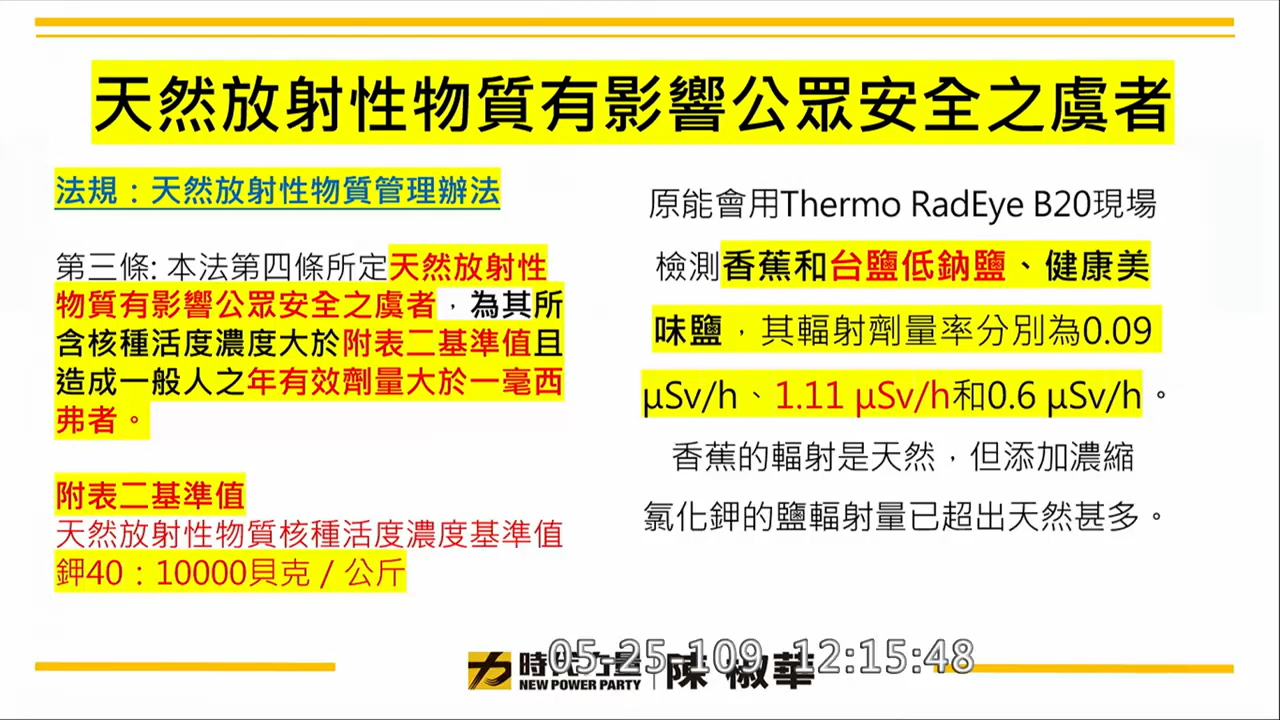 天然放射性物質有影響公眾安全之虞者
法規：天然放射性物質管理辦法
第三條: 本法第四條所定天然放射性
物質有影響公眾安全之虞者，為其所
含核種活度濃度大於附表二基準值且
造成一般人之年有效劑量大於一毫西
弗者。
附表二基準值
天然放射性物質核種活度濃度基準值
鉀40：10000貝克 / 公斤
原能會用Thermo RadEye B20現場
檢測香蕉和台鹽低鈉鹽、健康美
味鹽，其輻射劑量率分別為0.09
μSv/h、1.11 μSv/h和0.6 μSv/h。
香蕉的輻射是天然，但添加濃縮
氯化鉀的鹽輻射量已超出天然甚多。
時代力量
NEW POWER PARTY
陳 椒華
05-25-109 12:15:48